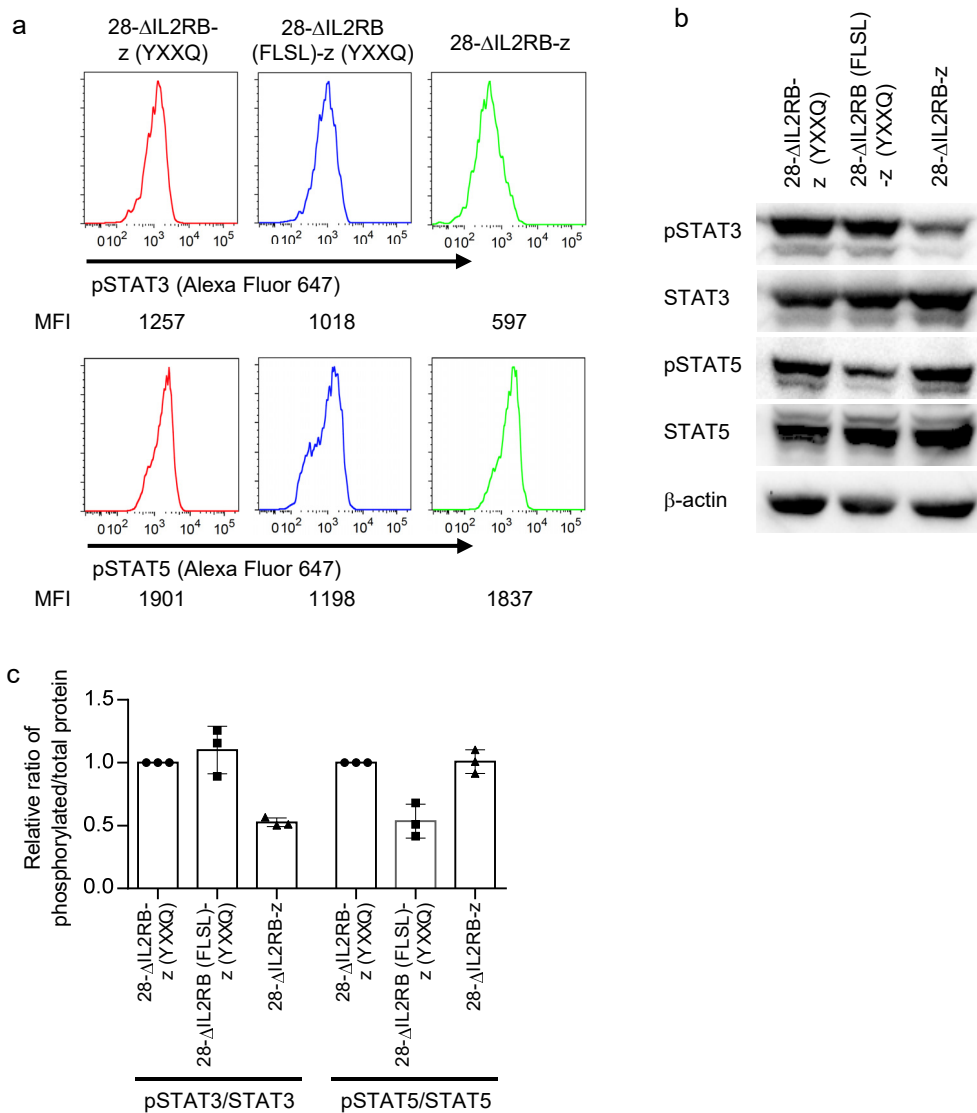 a
28-ΔIL2RB-
z (YXXQ)
28-ΔIL2RB
(FLSL)-z (YXXQ)
28-ΔIL2RB-z
0 10² 10³ 10⁴ 10⁵
0 10² 10³ 10⁴ 10⁵
0 10² 10³ 10⁴ 10⁵
pSTAT3 (Alexa Fluor 647)
MFI 1257 1018 597
0 10² 10³ 10⁴ 10⁵
0 10² 10³ 10⁴ 10⁵
0 10² 10³ 10⁴ 10⁵
pSTAT5 (Alexa Fluor 647)
MFI 1901 1198 1837
b
28-ΔIL2RB-
z (YXXQ)
28-ΔIL2RB (FLSL)
-z (YXXQ)
28-ΔIL2RB-z
pSTAT3
STAT3
pSTAT5
STAT5
β-actin
c
Relative ratio of
phosphorylated/total protein
1.5
1.0
0.5
0.0
28-ΔIL2RB-
z (YXXQ)
28-ΔIL2RB (FLSL)-
z (YXXQ)
28-ΔIL2RB-z
28-ΔIL2RB-
z (YXXQ)
28-ΔIL2RB (FLSL)-
z (YXXQ)
28-ΔIL2RB-z
pSTAT3/STAT3
pSTAT5/STAT5